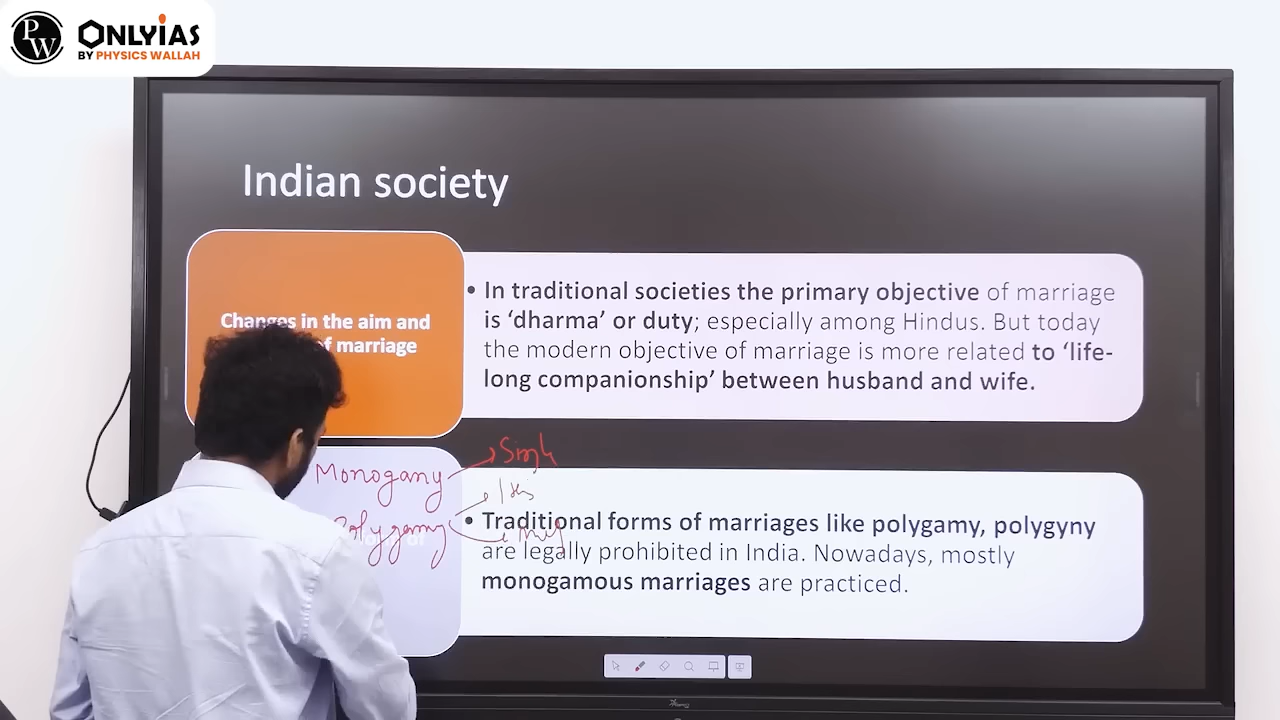 PW
ONLYIAS
BY PHYSICS WALLAH
Indian society
Changes in the aim and
of marriage
• In traditional societies the primary objective of marriage
is ‘dharma’ or duty; especially among Hindus. But today
the modern objective of marriage is more related to ‘life-
long companionship’ between husband and wife.
Monogany
Polygamy
• Traditional forms of marriages like polygamy, polygyny
are legally prohibited in India. Nowadays, mostly
monogamous marriages are practiced.